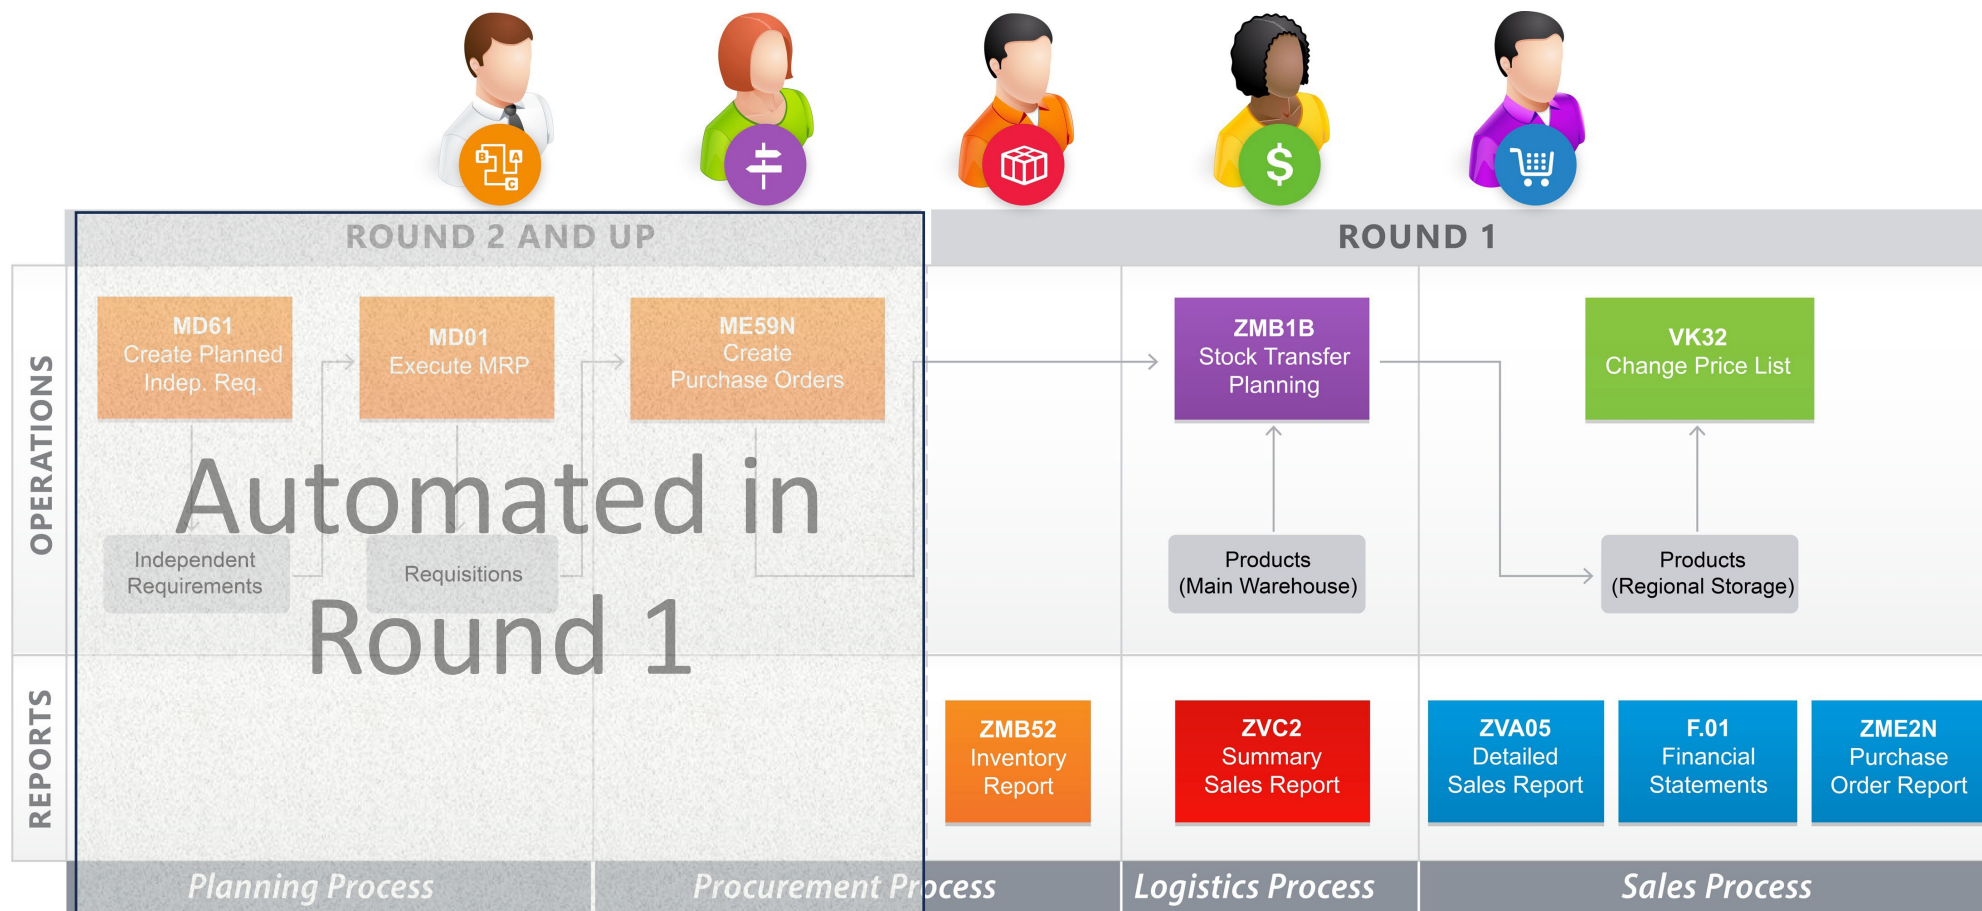 B A
C
$
ROUND 2 AND UP
ROUND 1
OPERATIONS
MD61
Create Planned
Indep. Req.
MD01
Execute MRP
ME59N
Create
Purchase Orders
ZMB1B
Stock Transfer
Planning
VK32
Change Price List
Automated in
Round 1
Independent
Requirements
Requisitions
Products
(Main Warehouse)
Products
(Regional Storage)
REPORTS
ZMB52
Inventory
Report
ZVC2
Summary
Sales Report
ZVA05
Detailed
Sales Report
F.01
Financial
Statements
ZME2N
Purchase
Order Report
Planning Process
Procurement Process
Logistics Process
Sales Process